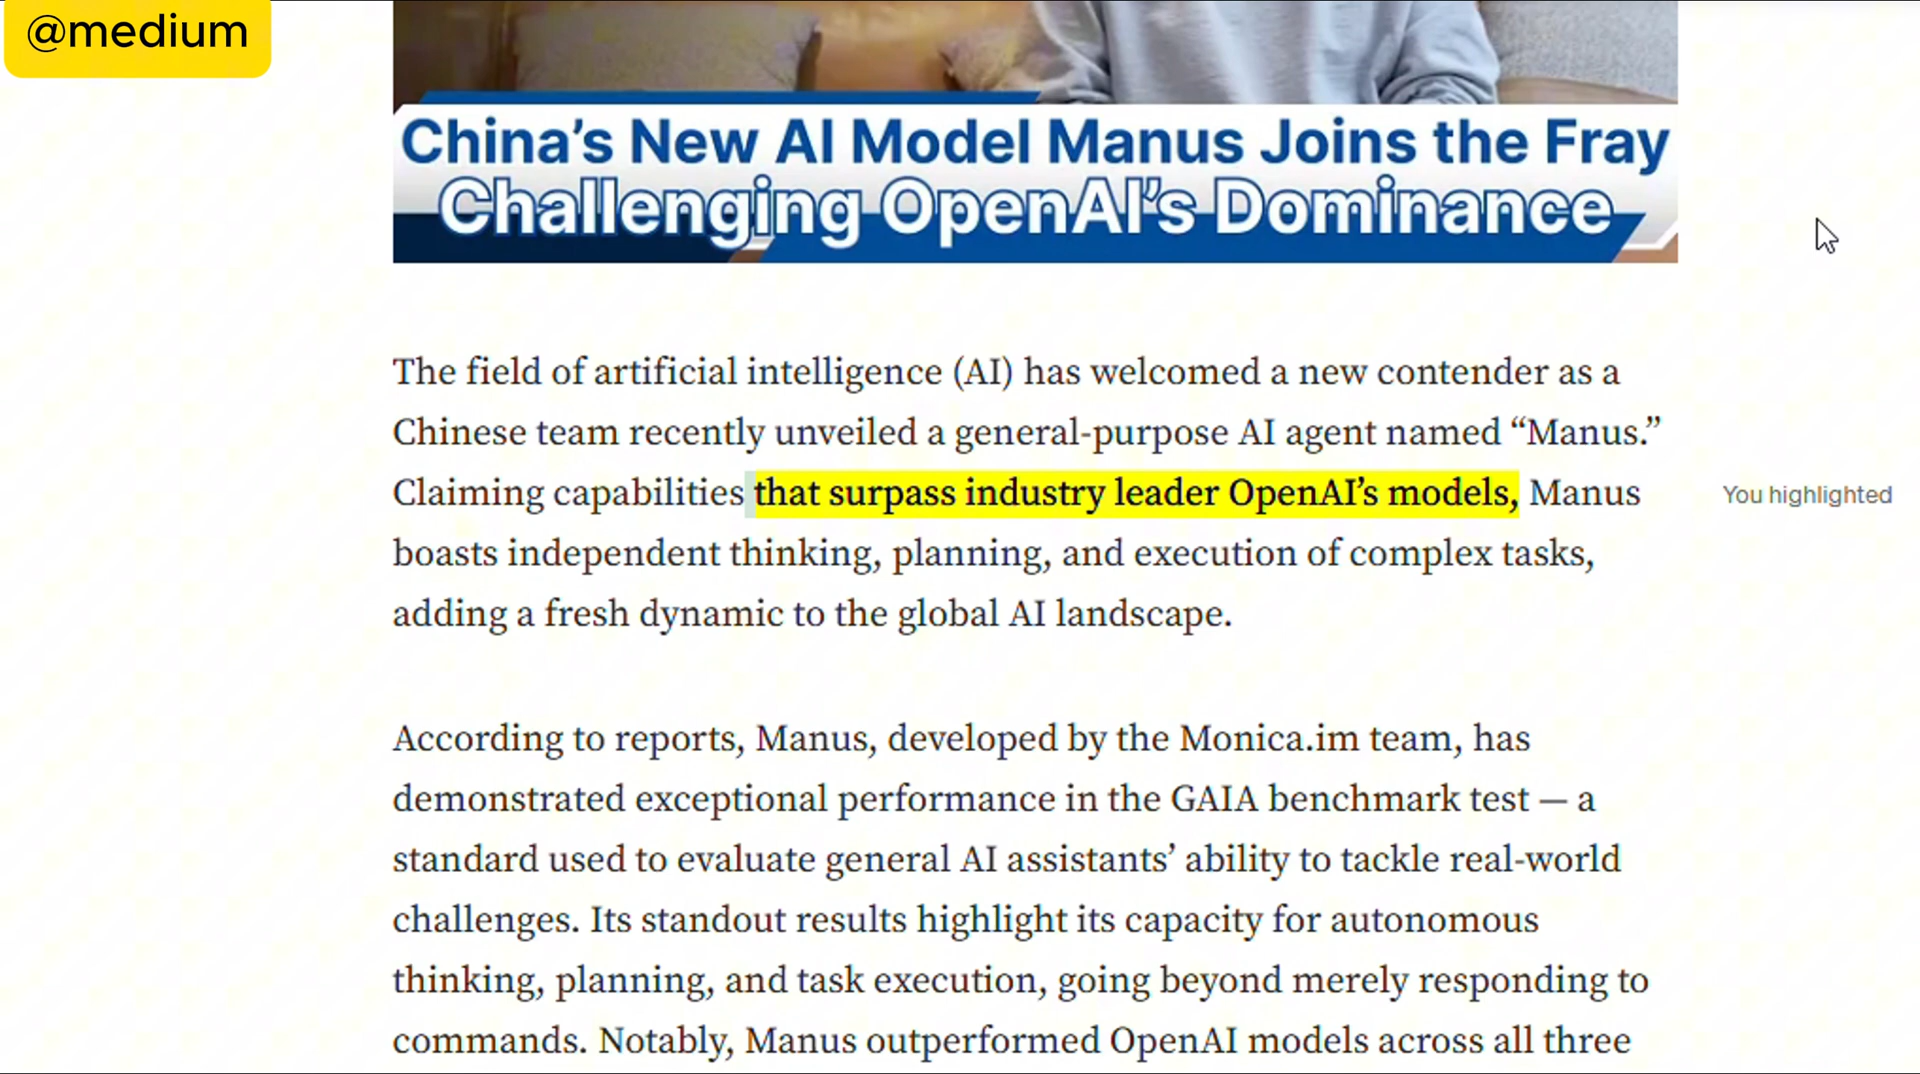 @medium
China’s New AI Model Manus Joins the Fray
Challenging OpenAI’s Dominance
The field of artificial intelligence (AI) has welcomed a new contender as a
Chinese team recently unveiled a general-purpose AI agent named “Manus.”
Claiming capabilities that surpass industry leader OpenAI’s models, Manus
You highlighted
boasts independent thinking, planning, and execution of complex tasks,
adding a fresh dynamic to the global AI landscape.
According to reports, Manus, developed by the Monica.im team, has
demonstrated exceptional performance in the GAIA benchmark test — a
standard used to evaluate general AI assistants’ ability to tackle real-world
challenges. Its standout results highlight its capacity for autonomous
thinking, planning, and task execution, going beyond merely responding to
commands. Notably, Manus outperformed OpenAI models across all three